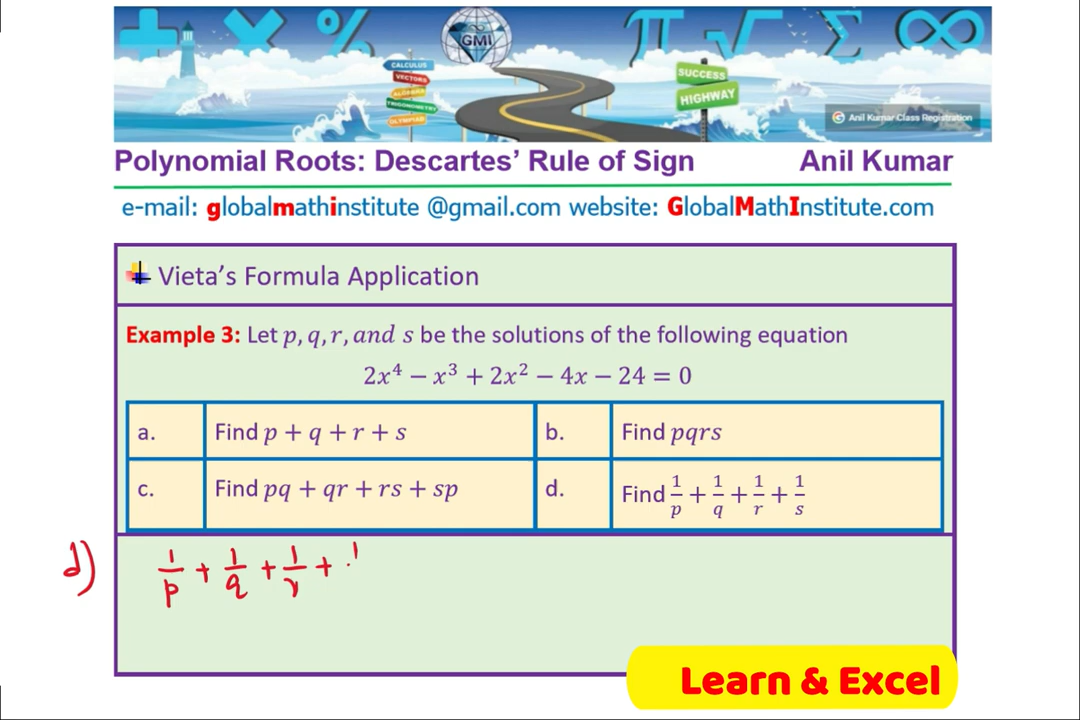 GMI
CALCULUS
VECTORS
ALGEBRA
TRIGONOMETRY
OLYMPIAD
SUCCESS
HIGHWAY
Anil Kumar Class Registration
Polynomial Roots: Descartes’ Rule of Sign Anil Kumar
e-mail: globalmathinstitute @gmail.com website: GlobalMathInstitute.com
Vieta’s Formula Application
Example 3: Let p, q, r, and s be the solutions of the following equation
2x⁴ − x³ + 2x² − 4x − 24 = 0
a. Find p + q + r + s b. Find pqrs
c. Find pq + qr + rs + sp d. Find 1/p + 1/q + 1/r + 1/s
d) 1/p + 1/q + 1/r +
Learn & Excel